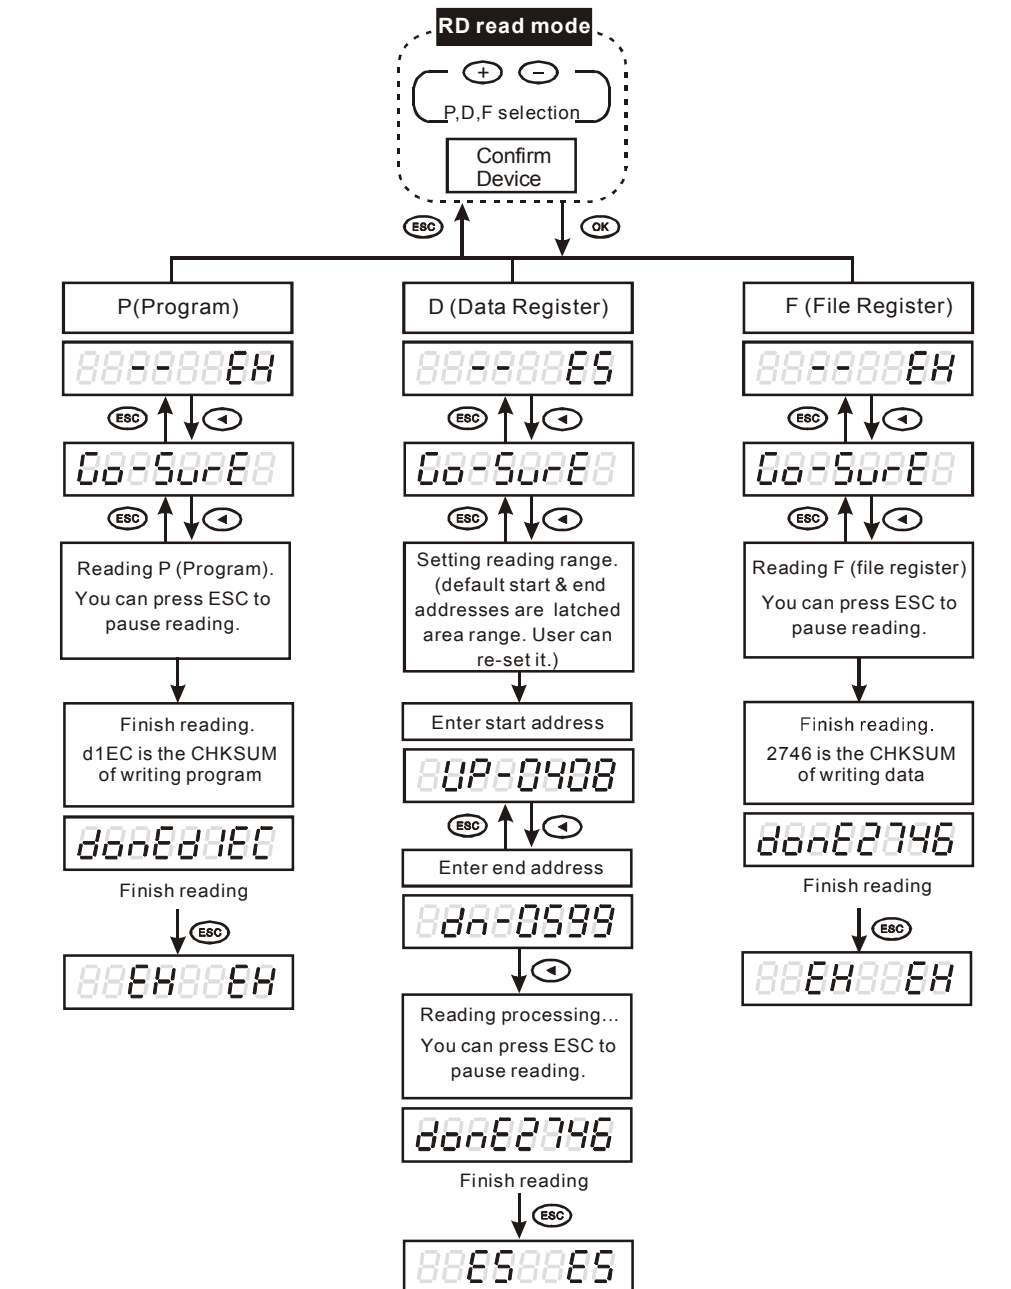 RD read mode
+ −
P,D,F selection
Confirm
Device
ESC
OK
P(Program)
-- EH
ESC ◄
Go-SurE
ESC ◄
Reading P (Program).
You can press ESC to
pause reading.
Finish reading.
d1EC is the CHKSUM
of writing program
donEd1EC
Finish reading
ESC
EH EH
D (Data Register)
-- ES
ESC ◄
Go-SurE
ESC ◄
Setting reading range.
(default start & end
addresses are latched
area range. User can
re-set it.)
Enter start address
UP-0408
ESC ◄
Enter end address
dn-0599
◄
Reading processing...
You can press ESC to
pause reading.
donE2746
Finish reading
ESC
ES ES
F (File Register)
-- EH
ESC ◄
Go-SurE
ESC ◄
Reading F (file register)
You can press ESC to
pause reading.
Finish reading.
2746 is the CHKSUM
of writing data
donE2746
Finish reading
ESC
EH EH